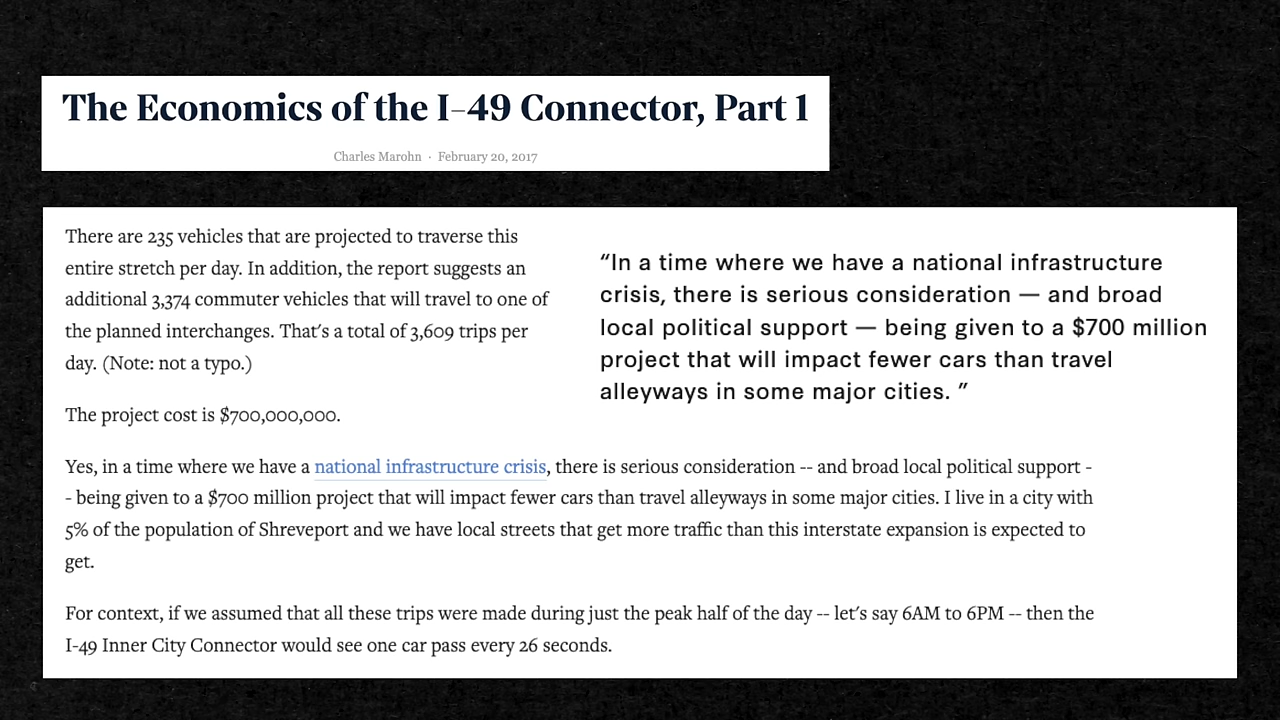 The Economics of the I–49 Connector, Part 1
Charles Marohn · February 20, 2017
There are 235 vehicles that are projected to traverse this
entire stretch per day. In addition, the report suggests an
additional 3,374 commuter vehicles that will travel to one of
the planned interchanges. That's a total of 3,609 trips per
day. (Note: not a typo.)
The project cost is $700,000,000.
“In a time where we have a national infrastructure
crisis, there is serious consideration — and broad
local political support — being given to a $700 million
project that will impact fewer cars than travel
alleyways in some major cities. ”
Yes, in a time where we have a national infrastructure crisis, there is serious consideration -- and broad local political support -
- being given to a $700 million project that will impact fewer cars than travel alleyways in some major cities. I live in a city with
5% of the population of Shreveport and we have local streets that get more traffic than this interstate expansion is expected to
get.
For context, if we assumed that all these trips were made during just the peak half of the day -- let's say 6AM to 6PM -- then the
I-49 Inner City Connector would see one car pass every 26 seconds.